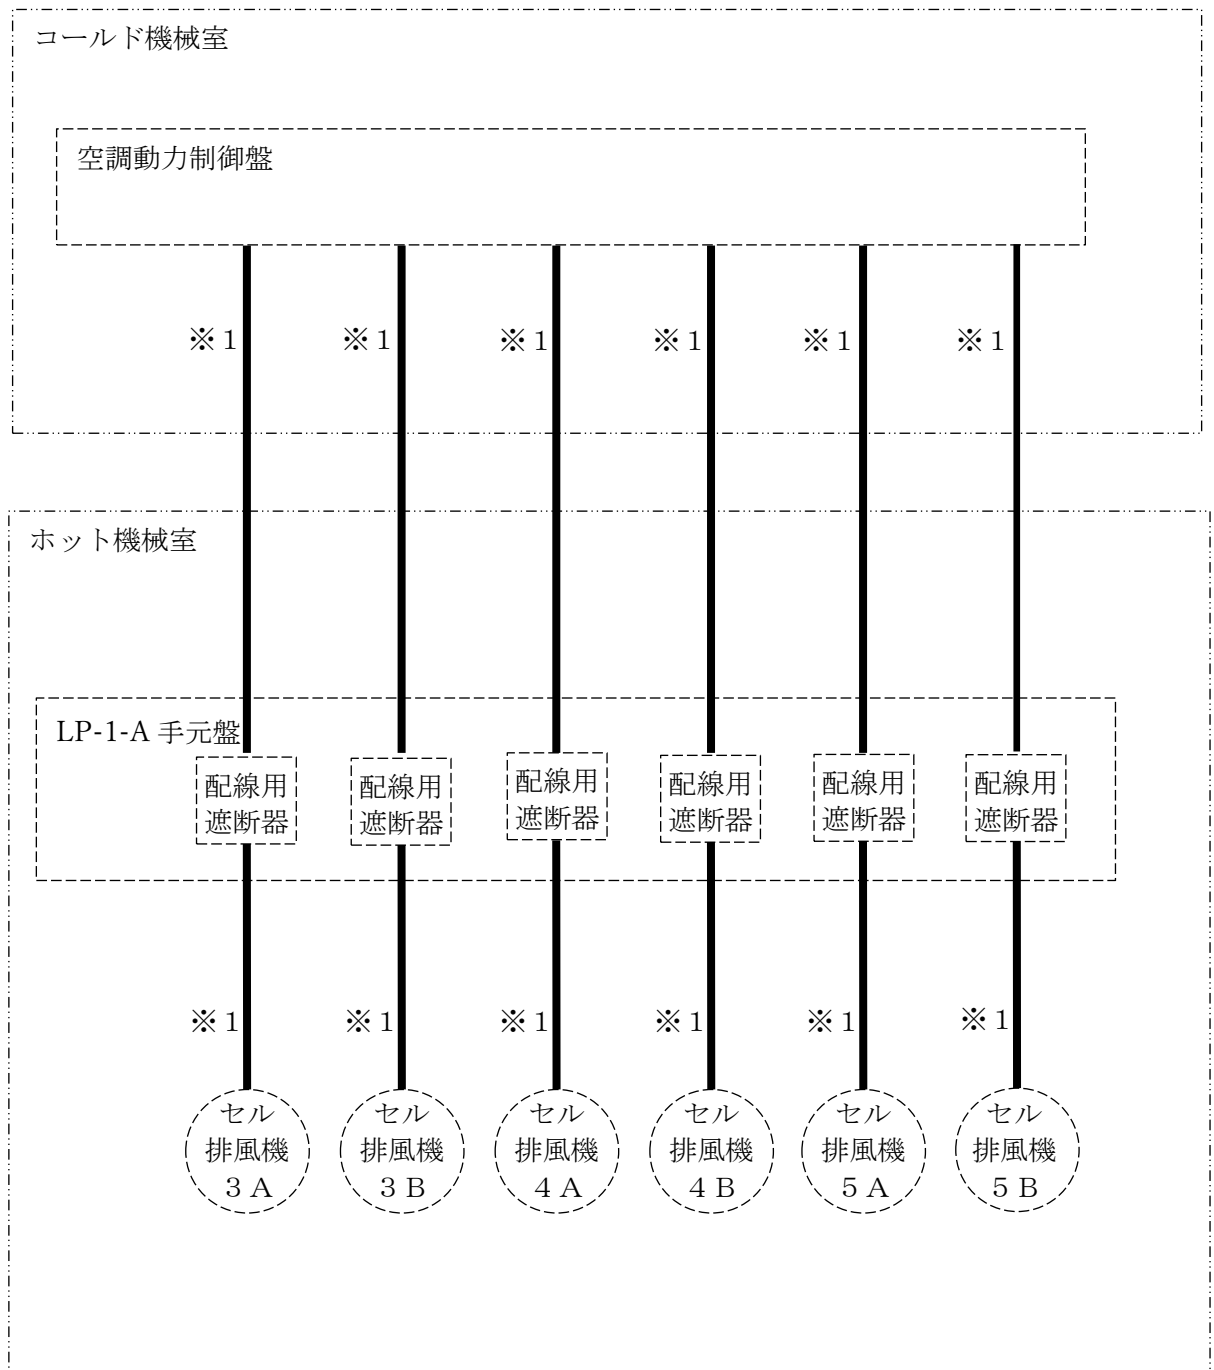 コールド機械室
空調動力制御盤
※1 ※1 ※1 ※1 ※1 ※1
ホット機械室
LP-1-A 手元盤
配線用
遮断器
配線用
遮断器
配線用
遮断器
配線用
遮断器
配線用
遮断器
配線用
遮断器
※1 ※1 ※1 ※1 ※1 ※1
セル
排風機
3A
セル
排風機
3B
セル
排風機
4A
セル
排風機
4B
セル
排風機
5A
セル
排風機
5B